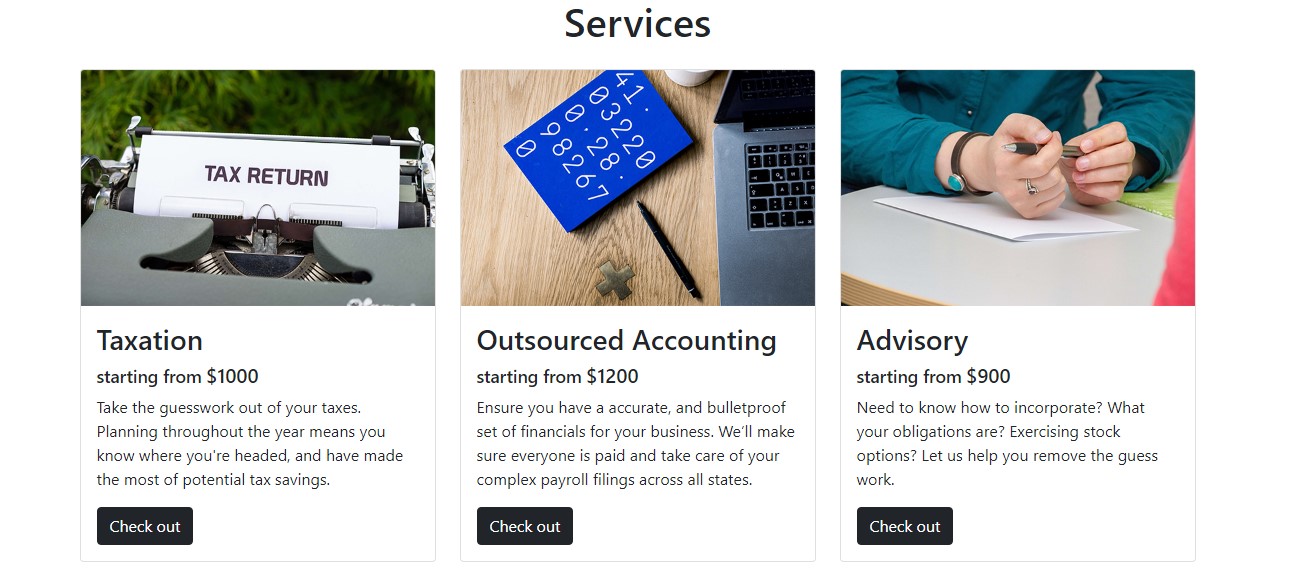 Services
TAX RETURN
41.
03220
0.28.
98267
0
Taxation
starting from $1000
Take the guesswork out of your taxes.
Planning throughout the year means you
know where you're headed, and have made
the most of potential tax savings.
Check out
Outsourced Accounting
starting from $1200
Ensure you have a accurate, and bulletproof
set of financials for your business. We’ll make
sure everyone is paid and take care of your
complex payroll filings across all states.
Check out
Advisory
starting from $900
Need to know how to incorporate? What
your obligations are? Exercising stock
options? Let us help you remove the guess
work.
Check out